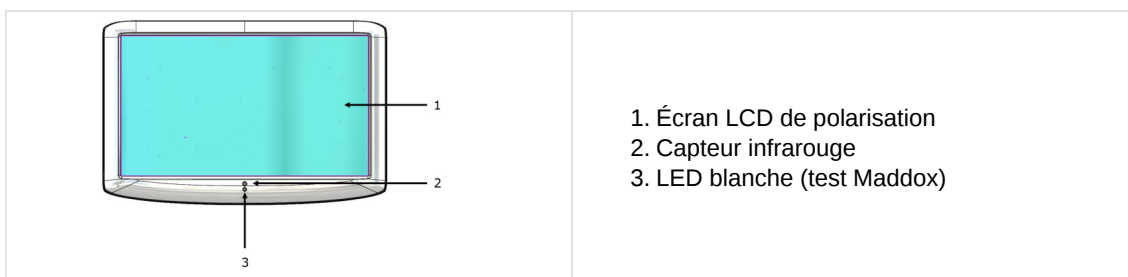 1
2
3
1. Écran LCD de polarisation
2. Capteur infrarouge
3. LED blanche (test Maddox)